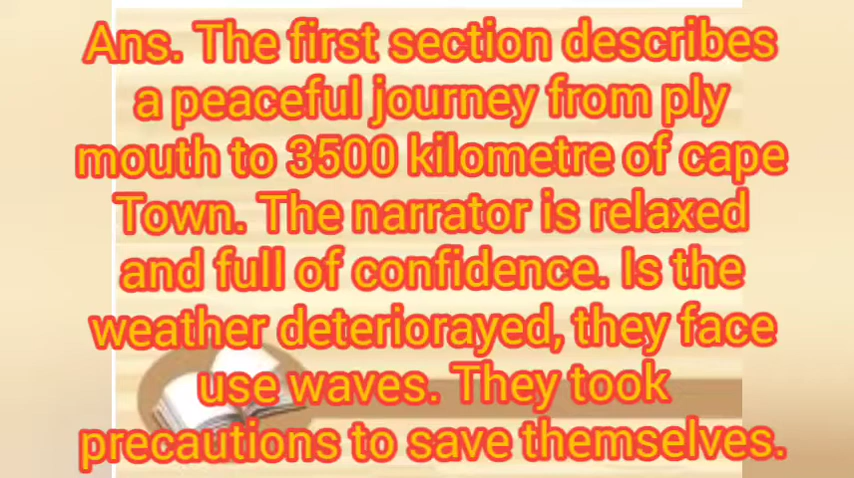 Ans. The first section describes
a peaceful journey from ply
mouth to 3500 kilometre of cape
Town. The narrator is relaxed
and full of confidence. Is the
weather deteriorayed, they face
use waves. They took
precautions to save themselves.